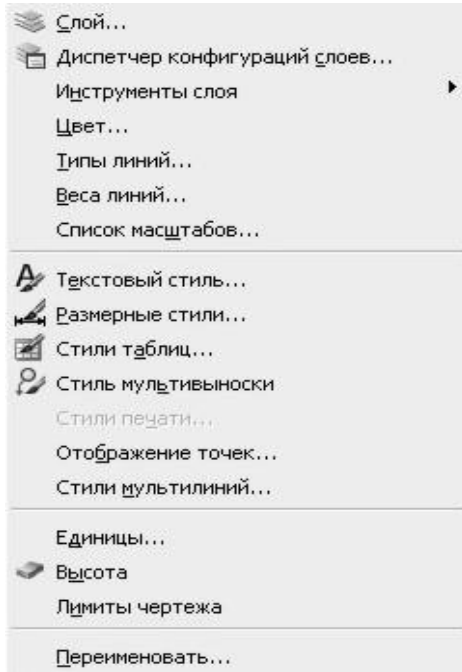 Слой...
Диспетчер конфигураций слоев...
Инструменты слоя
Цвет...
Типы линий...
Веса линий...
Список масштабов...
Текстовый стиль...
Размерные стили...
Стили таблиц...
Стиль мультивыноски
Стили печати...
Отображение точек...
Стили мультилиний...
Единицы...
Высота
Лимиты чертежа
Переименовать...